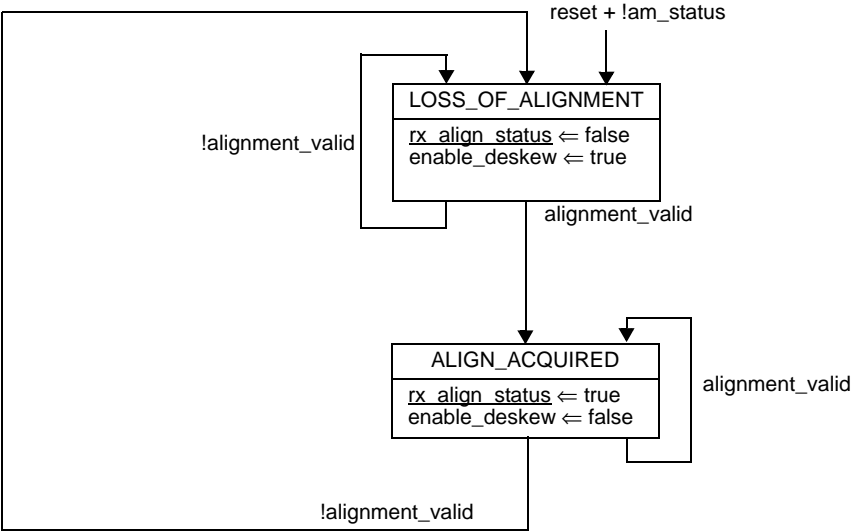 reset + !am_status
LOSS_OF_ALIGNMENT
rx_align_status ⇐ false
enable_deskew ⇐ true
!alignment_valid
alignment_valid
ALIGN_ACQUIRED
rx_align_status ⇐ true
enable_deskew ⇐ false
alignment_valid
!alignment_valid